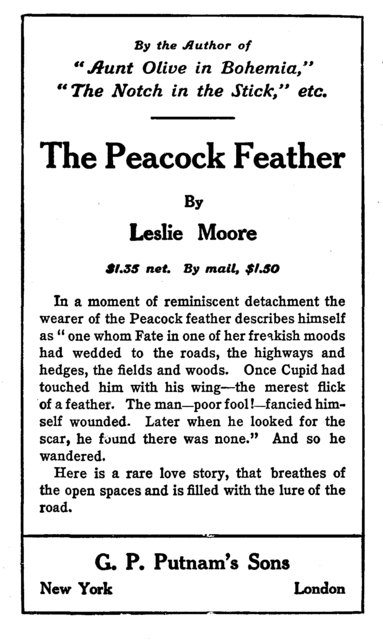 By the Author of
"Aunt Olive in Bohemia,"
"The Notch in the Stick," etc.
The Peacock Feather
By
Leslie Moore
$1.35 net. By mail, $1.50
In a moment of reminiscent detachment the
wearer of the Peacock feather describes himself
as "one whom Fate in one of her freakish moods
had wedded to the roads, the highways and
hedges, the fields and woods. Once Cupid had
touched him with his wing—the merest flick
of a feather. The man—poor fool!—fancied him-
self wounded. Later when he looked for the
scar, he found there was none." And so he
wandered.
Here is a rare love story, that breathes of
the open spaces and is filled with the lure of the
road.
G. P. Putnam's Sons
New York London